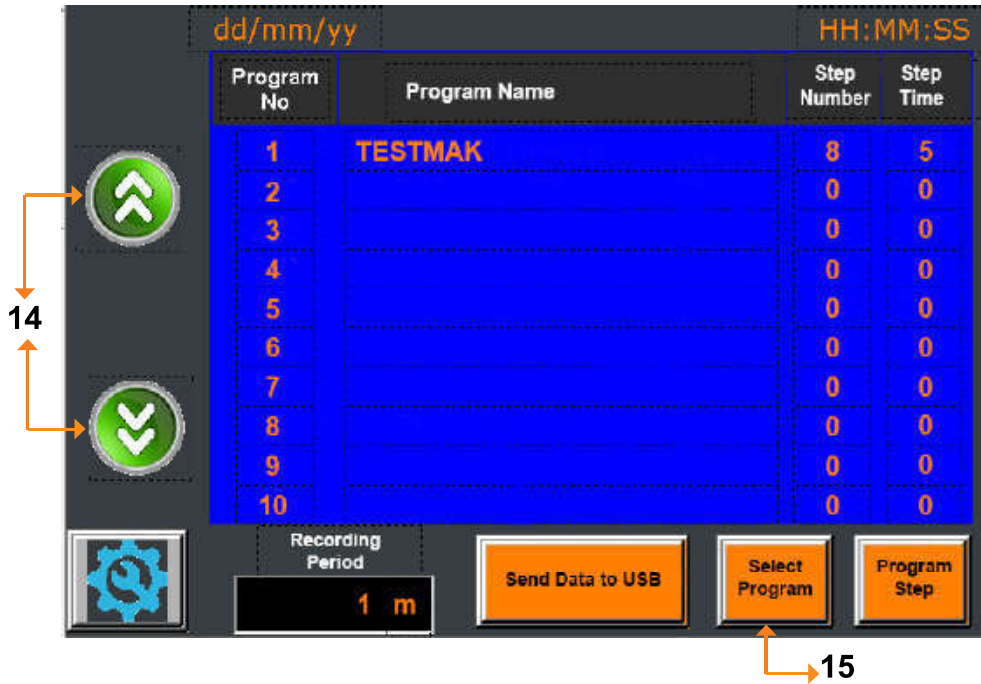 dd/mm/yy HH:MM:SS
Program No Program Name Step Number Step Time
1 TESTMAK 8 5
2 0 0
3 0 0
4 0 0
5 0 0
6 0 0
7 0 0
8 0 0
9 0 0
10 0 0
14
Recording Period
1 m
Send Data to USB
Select Program
Program Step
15